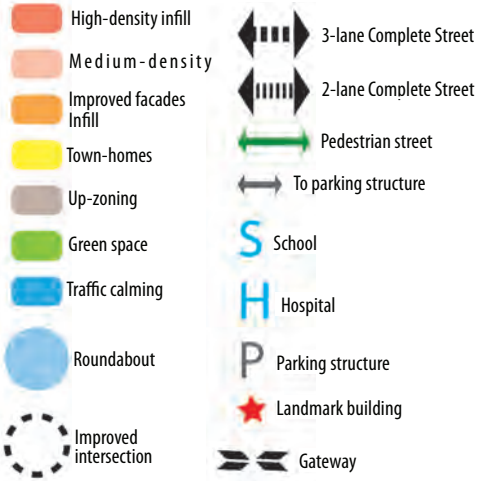 High-density infill
Medium-density
Improved facades
Infill
Town-homes
Up-zoning
Green space
Traffic calming
Roundabout
Improved
intersection
3-lane Complete Street
2-lane Complete Street
Pedestrian street
To parking structure
S School
H Hospital
P Parking structure
Landmark building
Gateway